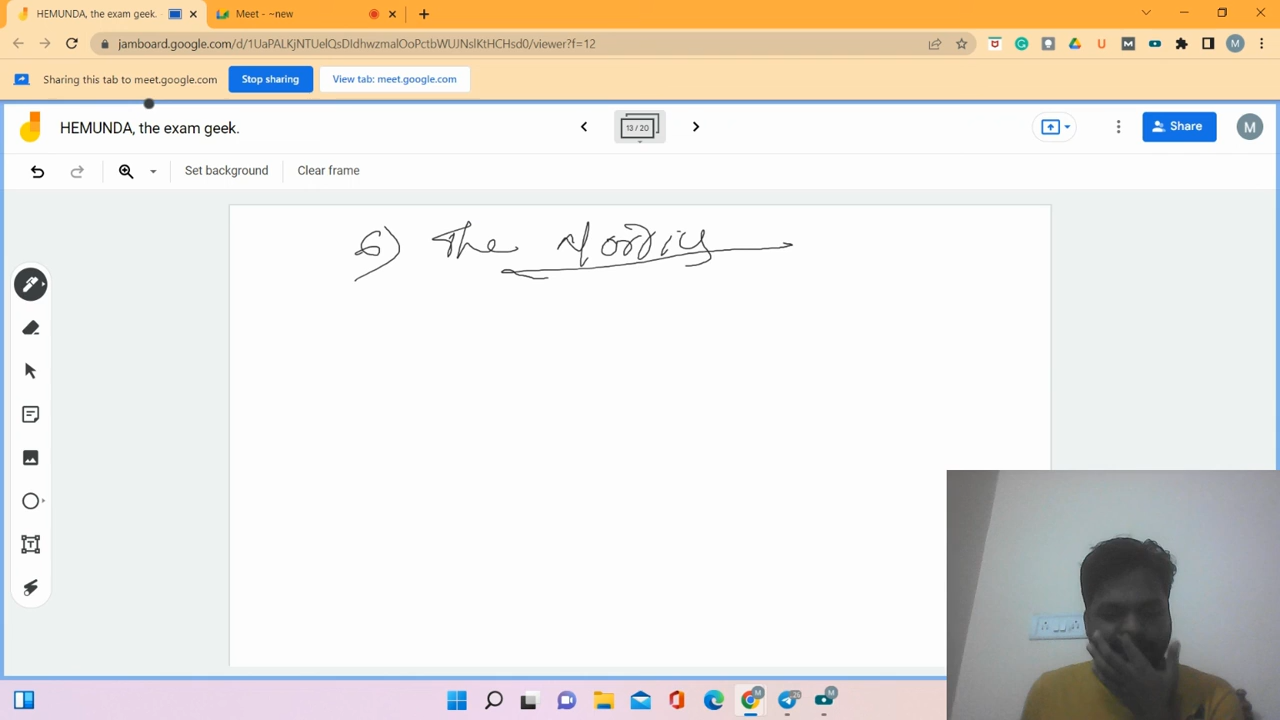 HEMUNDA, the exam geek.
Meet - ~new
jamboard.google.com/d/1UaPALKjNTUelQsDIdhwzmalOoPctbWUJNslKtHCHsd0/viewer?f=12
Sharing this tab to meet.google.com Stop sharing View tab: meet.google.com
HEMUNDA, the exam geek.
13 / 20
Share
M
Set background
Clear frame
6) The Nordics